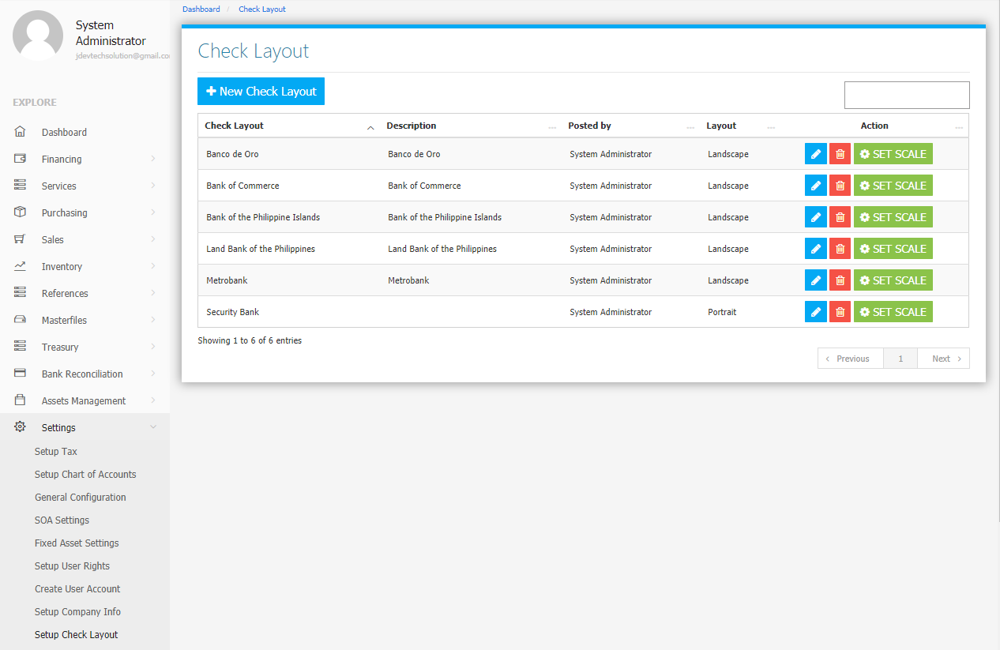 System
Administrator
jdevtechsolution@gmail.co
EXPLORE
Dashboard
Financing
Services
Purchasing
Sales
Inventory
References
Masterfiles
Treasury
Bank Reconciliation
Assets Management
Settings
Setup Tax
Setup Chart of Accounts
General Configuration
SOA Settings
Fixed Asset Settings
Setup User Rights
Create User Account
Setup Company Info
Setup Check Layout
Dashboard / Check Layout
Check Layout
New Check Layout
Check Layout Description Posted by Layout Action
Banco de Oro Banco de Oro System Administrator Landscape SET SCALE
Bank of Commerce Bank of Commerce System Administrator Landscape SET SCALE
Bank of the Philippine Islands Bank of the Philippine Islands System Administrator Landscape SET SCALE
Land Bank of the Philippines Land Bank of the Philippines System Administrator Landscape SET SCALE
Metrobank Metrobank System Administrator Landscape SET SCALE
Security Bank System Administrator Portrait SET SCALE
Showing 1 to 6 of 6 entries
Previous 1 Next